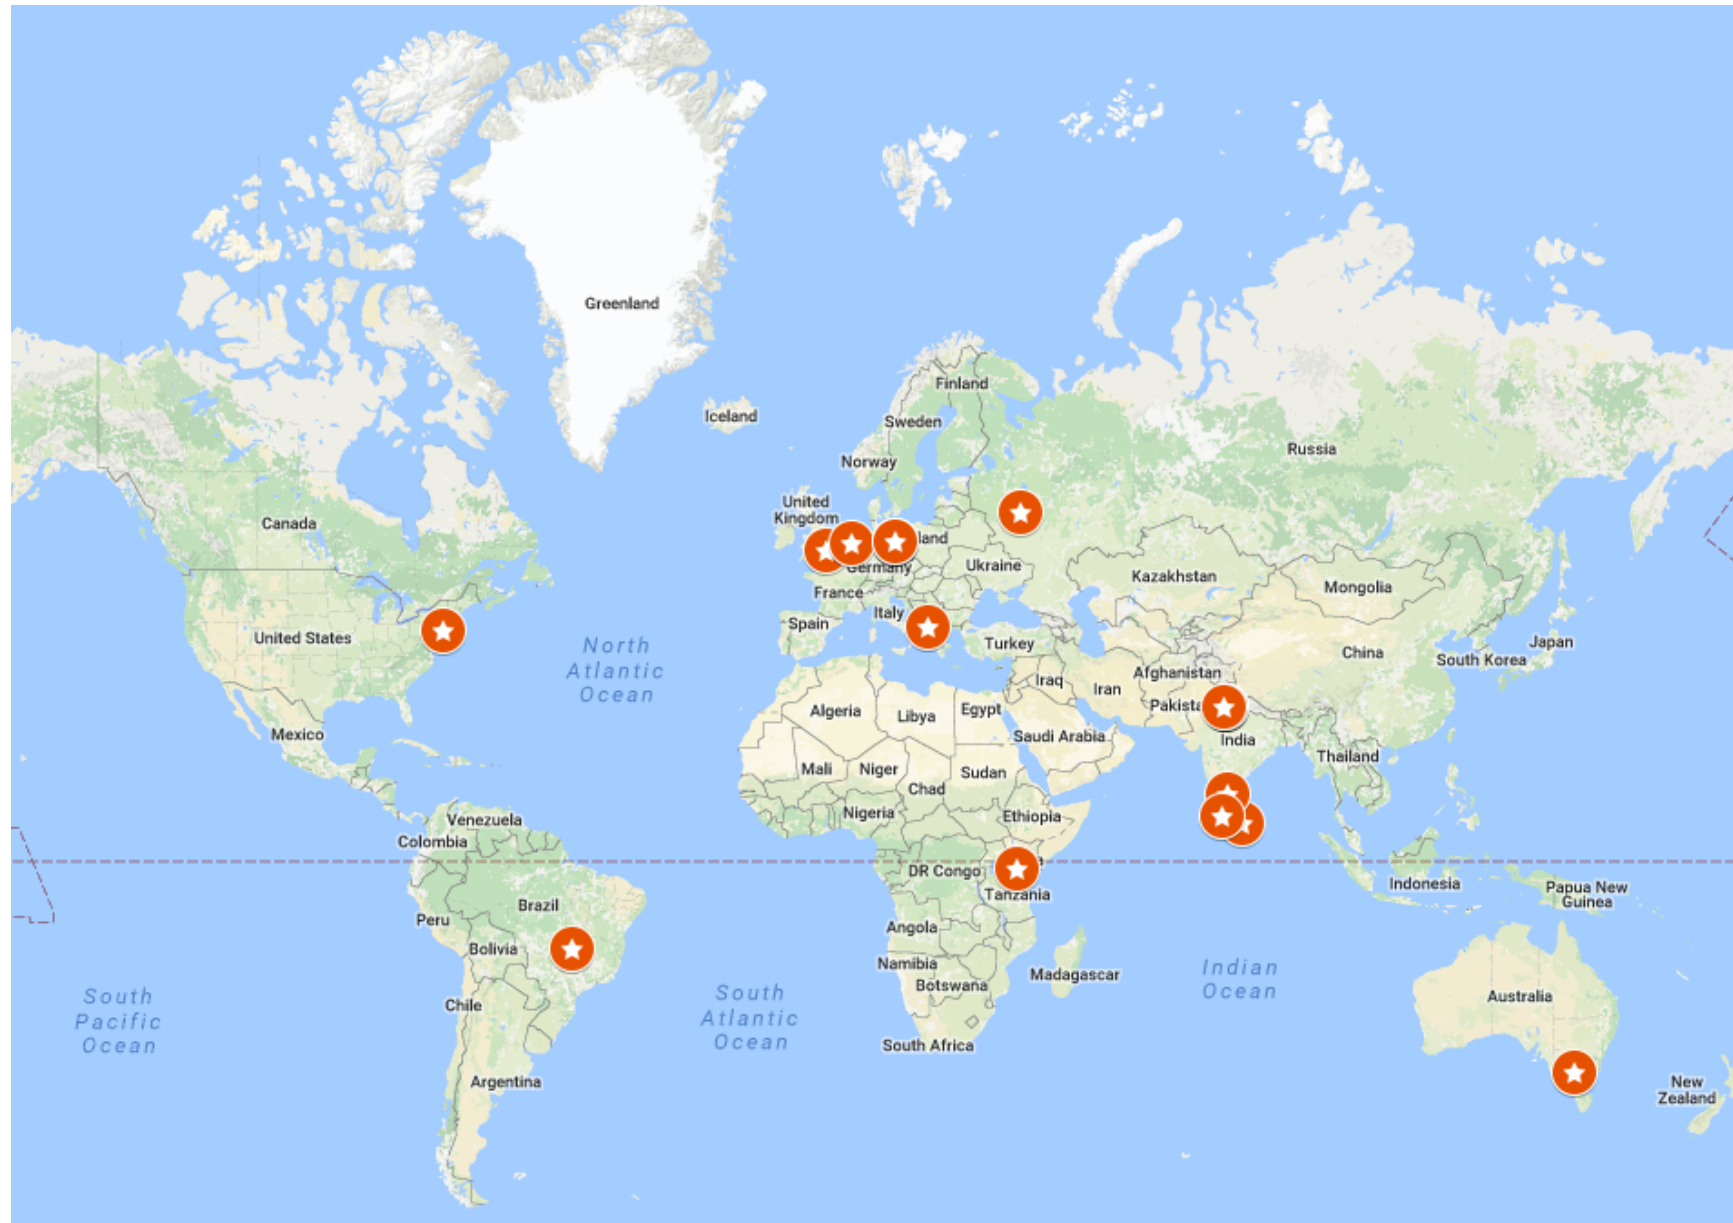 Greenland
Finland
Iceland
Sweden
Russia
Norway
United
Kingdom
Canada
land
Ukraine
Germany
Kazakhstan
Mongolia
France
Italy
Spain
United States
North
Atlantic
Ocean
Turkey
Japan
China
South Korea
Afghanistan
Iraq
Iran
Pakista
Algeria
Libya
Egypt
Mexico
Saudi Arabia
India
Thailand
Mali
Niger
Sudan
Chad
Venezuela
Nigeria
Ethiopia
Colombia
DR Congo
Tanzania
Indonesia
Papua New
Guinea
Brazil
Peru
Angola
Bolivia
Namibia
Botswana
Madagascar
Indian
Ocean
South
Pacific
Ocean
Chile
South
Atlantic
Ocean
Australia
South Africa
Argentina
New
Zealand